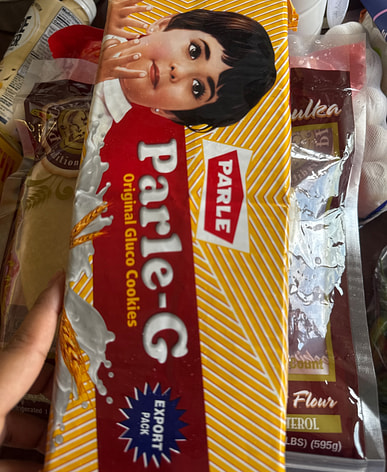 PARLE
Parle-G
Original Gluco Cookies
EXPORT
PACK
ulka
Flour
TEROL
LBS) (595g)